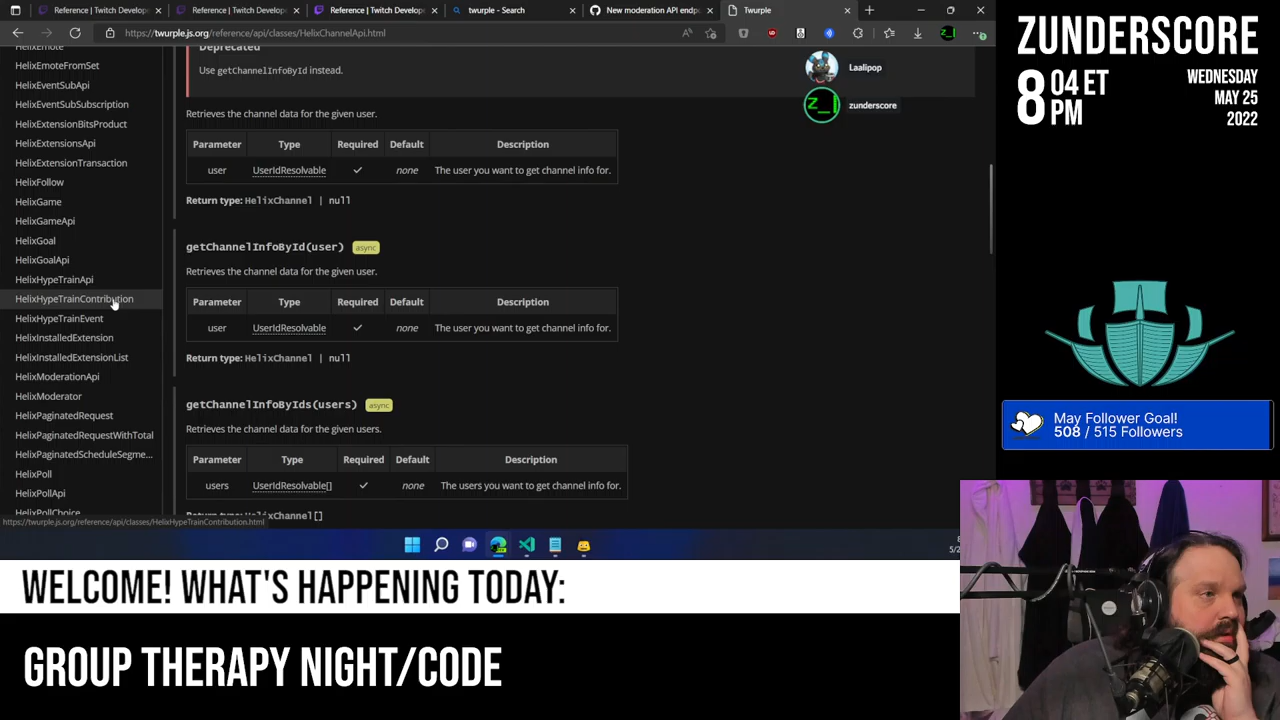 Reference | Twitch Develop
Reference | Twitch Develop
Reference | Twitch Develop
twurple - Search
New moderation API endp
Twurple
https://twurple.js.org/reference/api/classes/HelixChannelApi.html
HelixEmote
HelixEmoteFromSet
HelixEventSubApi
HelixEventSubSubscription
HelixExtensionBitsProduct
HelixExtensionsApi
HelixExtensionTransaction
HelixFollow
HelixGame
HelixGameApi
HelixGoal
HelixGoalApi
HelixHypeTrainApi
HelixHypeTrainContribution
HelixHypeTrainEvent
HelixInstalledExtension
HelixInstalledExtensionList
HelixModerationApi
HelixModerator
HelixPaginatedRequest
HelixPaginatedRequestWithTotal
HelixPaginatedScheduleSegme...
HelixPoll
HelixPollApi
HelixPollChoice
https://twurple.js.org/reference/api/classes/HelixHypeTrainContribution.html
Deprecated
Use getChannelInfoById instead.
Retrieves the channel data for the given user.
Parameter Type Required Default Description
user UserIdResolvable ✓ none The user you want to get channel info for.
Return type: HelixChannel | null
getChannelInfoById(user) async
Retrieves the channel data for the given user.
Parameter Type Required Default Description
user UserIdResolvable ✓ none The user you want to get channel info for.
Return type: HelixChannel | null
getChannelInfoByIds(users) async
Retrieves the channel data for the given users.
Parameter Type Required Default Description
users UserIdResolvable[] ✓ none The users you want to get channel info for.
Return type: HelixChannel[]
Laalipop
zunderscore
ZUNDERSCORE
8 04 ET
PM
WEDNESDAY
MAY 25
2022
May Follower Goal!
508 / 515 Followers
WELCOME! WHAT'S HAPPENING TODAY:
GROUP THERAPY NIGHT/CODE